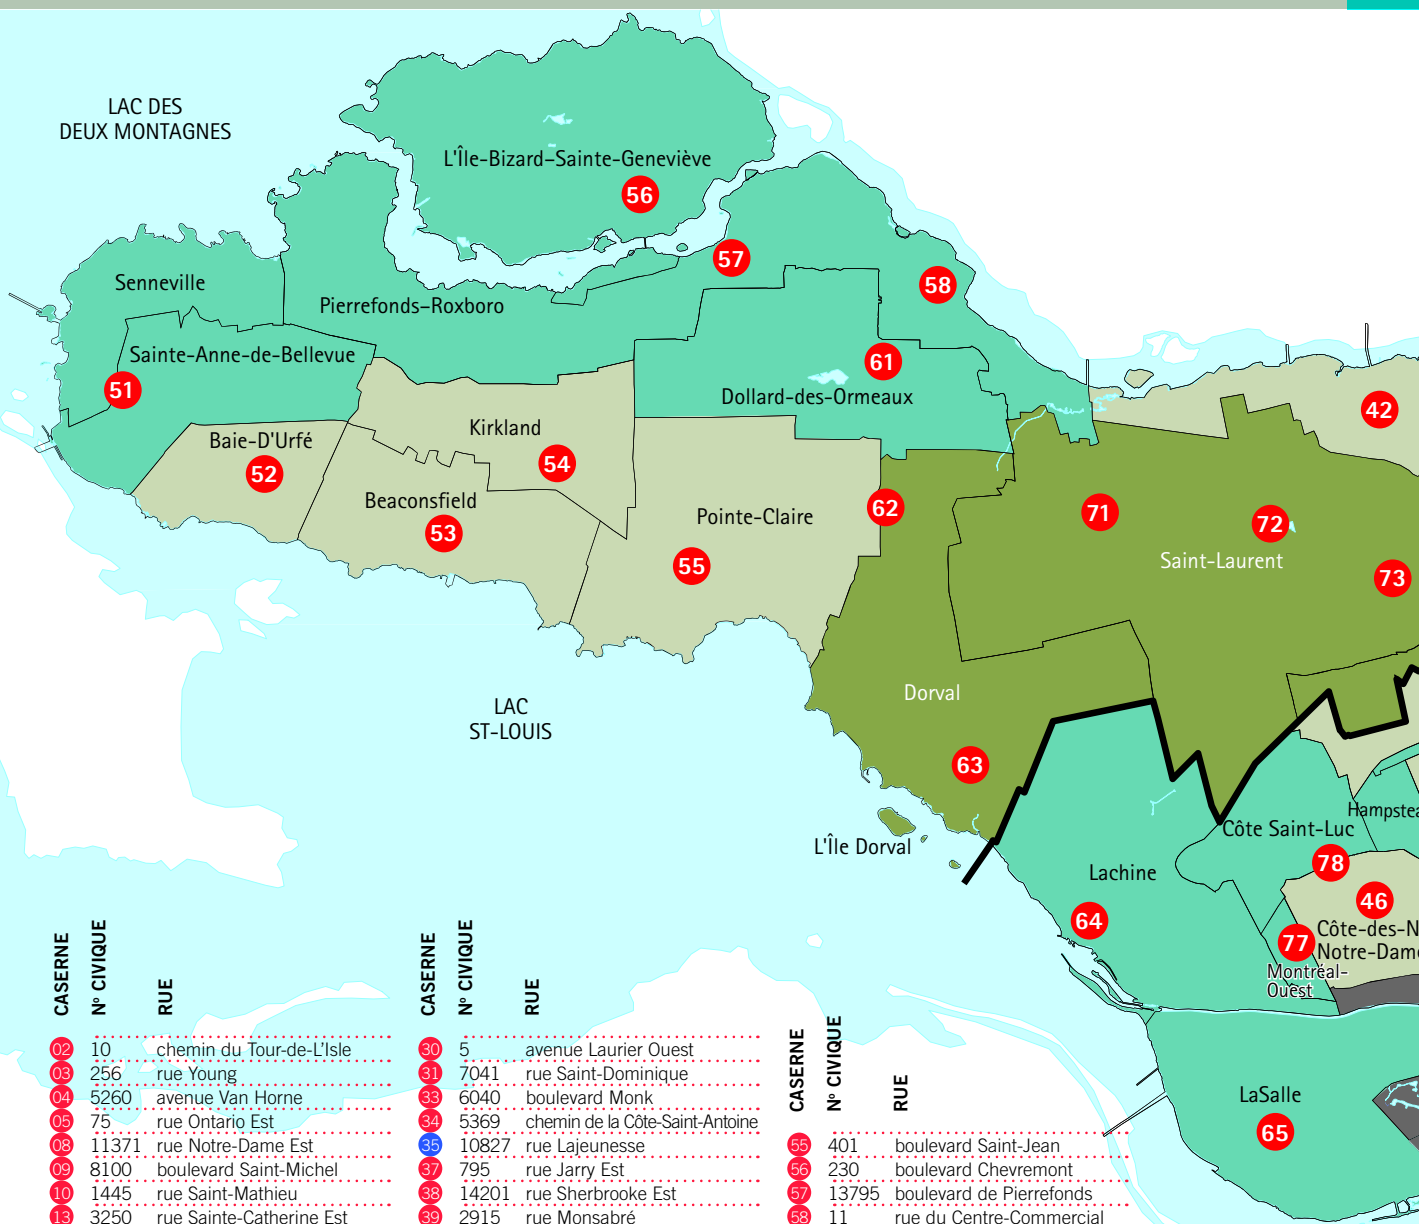 LAC DES
DEUX MONTAGNES
L'Île-Bizard–Sainte-Geneviève
56
57
58
Senneville
Pierrefonds–Roxboro
Sainte-Anne-de-Bellevue
51
61
Dollard-des-Ormeaux
42
Kirkland
54
Baie-D'Urfé
52
Beaconsfield
53
Pointe-Claire
55
62
71
72
Saint-Laurent
73
LAC
ST-LOUIS
Dorval
63
L'Île Dorval
Hampstea
Côte Saint-Luc
78
Lachine
64
46
Côte-des-N
Notre-Dame
77
Montréal-
Ouest
LaSalle
65
CASERNE Nº CIVIQUE RUE
02 10 chemin du Tour-de-L'Isle
03 256 rue Young
04 5260 avenue Van Horne
05 75 rue Ontario Est
08 11371 rue Notre-Dame Est
09 8100 boulevard Saint-Michel
10 1445 rue Saint-Mathieu
13 3250 rue Sainte-Catherine Est
CASERNE Nº CIVIQUE RUE
30 5 avenue Laurier Ouest
31 7041 rue Saint-Dominique
33 6040 boulevard Monk
34 5369 chemin de la Côte-Saint-Antoine
35 10827 rue Lajeunesse
37 795 rue Jarry Est
38 14201 rue Sherbrooke Est
39 2915 rue Monsabré
CASERNE Nº CIVIQUE RUE
55 401 boulevard Saint-Jean
56 230 boulevard Chevremont
57 13795 boulevard de Pierrefonds
58 11 rue du Centre-Commercial